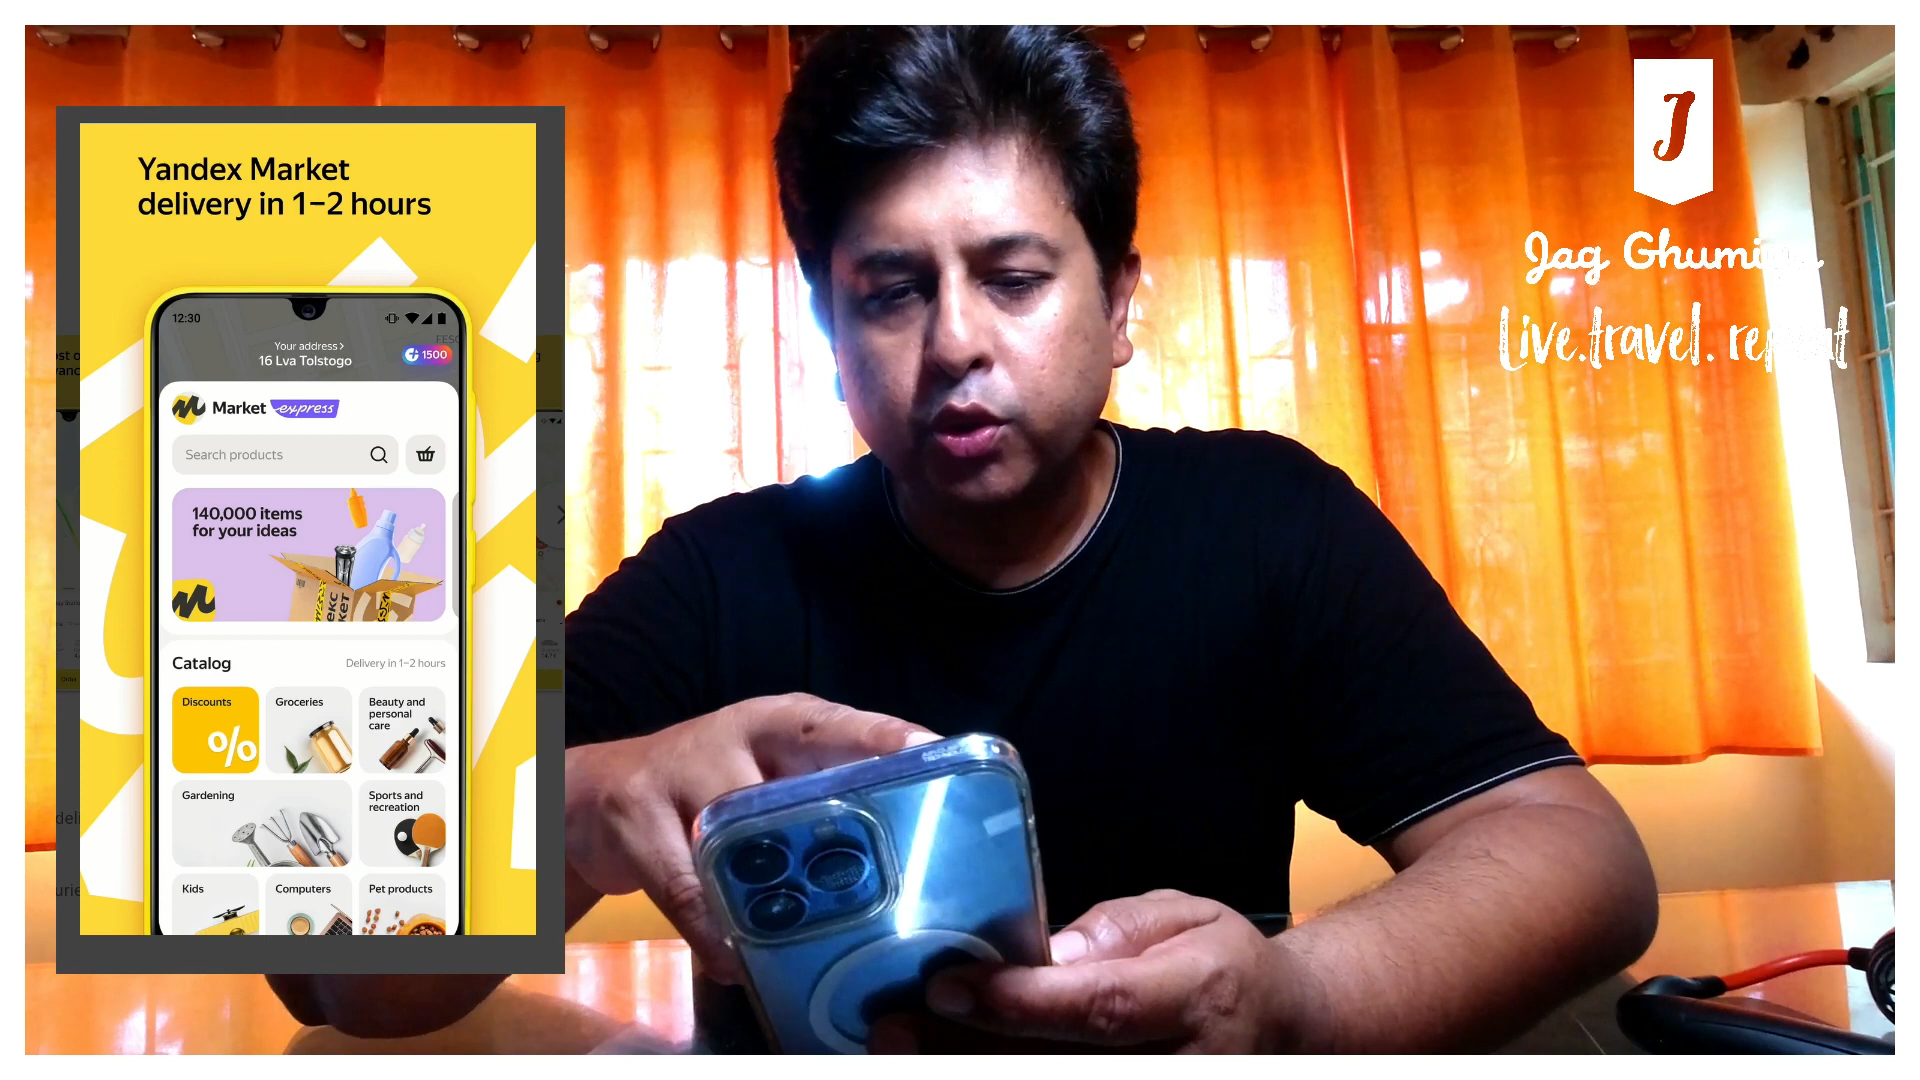 Yandex Market
delivery in 1–2 hours
12:30
Your address >
16 Lva Tolstogo
1500
Market express
Search products
140,000 items
for your ideas
Catalog
Delivery in 1–2 hours
Discounts
%
Groceries
Beauty and
personal
care
Gardening
Sports and
recreation
Kids
Computers
Pet products
J
Jag Ghumiya
Live.travel. repeat